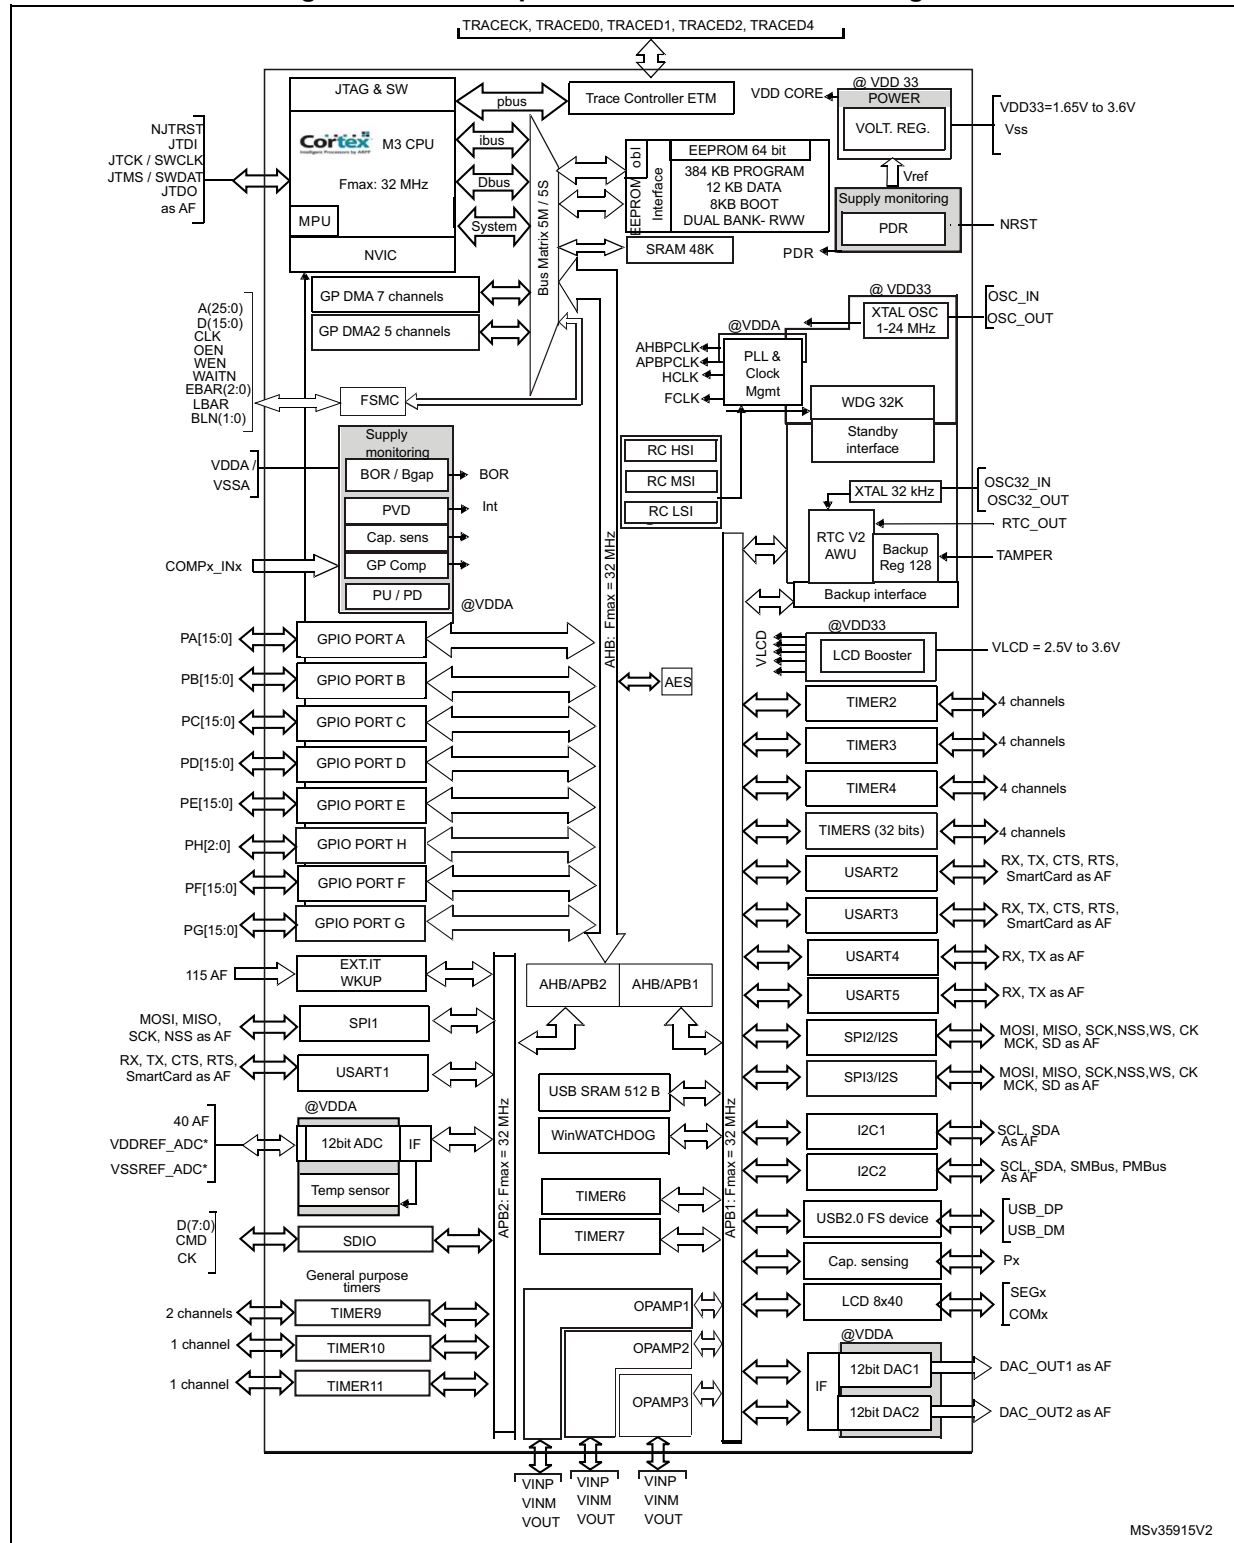 TRACECK, TRACED0, TRACED1, TRACED2, TRACED4
JTAG & SW
pbus
Trace Controller ETM
VDD CORE
@ VDD 33
POWER
VOLT. REG.
VDD33=1.65V to 3.6V
Vss
NJTRST
JTDI
JTCK / SWCLK
JTMS / SWDAT
JTDO
as AF
Cortex
Intelligent Processors by ARM
M3 CPU
Fmax: 32 MHz
MPU
NVIC
ibus
Dbus
System
Bus Matrix 5M / 5S
EEPROM obl
Interface
EEPROM 64 bit
384 KB PROGRAM
12 KB DATA
8KB BOOT
DUAL BANK- RWW
SRAM 48K
Vref
Supply monitoring
PDR
NRST
PDR
GP DMA 7 channels
GP DMA2 5 channels
A(25:0)
D(15:0)
CLK
OEN
WEN
WAITN
EBAR(2:0)
LBAR
BLN(1:0)
FSMC
@ VDD33
XTAL OSC
1-24 MHz
OSC_IN
OSC_OUT
@VDDA
AHBPCLK
APBPCLK
HCLK
FCLK
PLL &
Clock
Mgmt
WDG 32K
Standby
interface
RC HSI
RC MSI
RC LSI
Supply
monitoring
VDDA /
VSSA
BOR / Bgap
BOR
PVD
Int
Cap. sens
GP Comp
COMPx_INx
PU / PD
@VDDA
XTAL 32 kHz
OSC32_IN
OSC32_OUT
RTC V2
AWU
RTC_OUT
Backup
Reg 128
TAMPER
Backup interface
AHB: Fmax = 32 MHz
PA[15:0]
GPIO PORT A
PB[15:0]
GPIO PORT B
PC[15:0]
GPIO PORT C
PD[15:0]
GPIO PORT D
PE[15:0]
GPIO PORT E
PH[2:0]
GPIO PORT H
PF[15:0]
GPIO PORT F
PG[15:0]
GPIO PORT G
AES
@VDD33
VLCD
LCD Booster
VLCD = 2.5V to 3.6V
TIMER2
4 channels
TIMER3
4 channels
TIMER4
4 channels
TIMERS (32 bits)
4 channels
USART2
RX, TX, CTS, RTS,
SmartCard as AF
USART3
RX, TX, CTS, RTS,
SmartCard as AF
USART4
RX, TX as AF
USART5
RX, TX as AF
SPI2/I2S
MOSI, MISO, SCK,NSS,WS, CK
MCK, SD as AF
SPI3/I2S
MOSI, MISO, SCK,NSS,WS, CK
MCK, SD as AF
I2C1
SCL, SDA
As AF
I2C2
SCL, SDA, SMBus, PMBus
As AF
USB2.0 FS device
USB_DP
USB_DM
Cap. sensing
Px
LCD 8x40
SEGx
COMx
@VDDA
IF
12bit DAC1
DAC_OUT1 as AF
12bit DAC2
DAC_OUT2 as AF
115 AF
EXT.IT
WKUP
MOSI, MISO,
SCK, NSS as AF
SPI1
RX, TX, CTS, RTS,
SmartCard as AF
USART1
@VDDA
40 AF
VDDREF_ADC*
VSSREF_ADC*
12bit ADC
IF
Temp sensor
D(7:0)
CMD
CK
SDIO
General purpose
timers
2 channels
TIMER9
1 channel
TIMER10
1 channel
TIMER11
APB2: Fmax = 32 MHz
AHB/APB2
AHB/APB1
USB SRAM 512 B
WinWATCHDOG
TIMER6
TIMER7
APB1: Fmax = 32 MHz
OPAMP1
OPAMP2
OPAMP3
VINP
VINM
VOUT
VINP
VINM
VOUT
VINP
VINM
VOUT
MSv35915V2